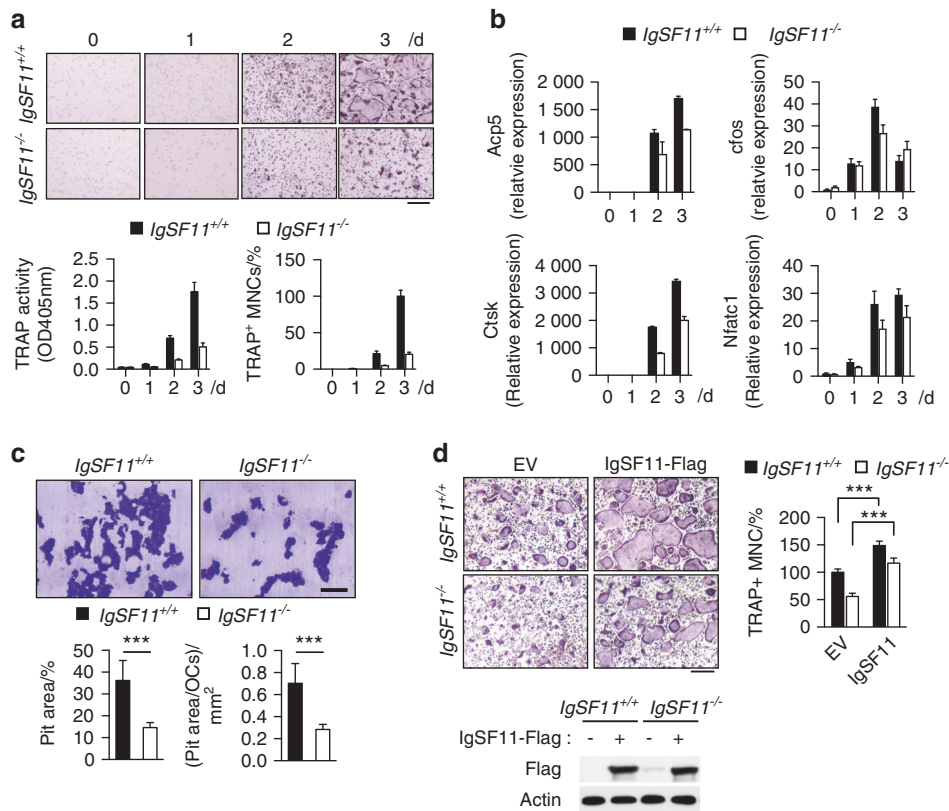 a
0 1 2 3 /d
IgSF11+/+
IgSF11-/-
IgSF11+/+ IgSF11-/-
TRAP activity
(OD405nm)
2.5
2.0
1.5
1.0
0.5
0.0
0 1 2 3 /d
TRAP+ MNCs/%
150
100
50
0
0 1 2 3 /d
b
IgSF11+/+ IgSF11-/-
Acp5
(relatvie expression)
2 000
1 500
1 000
500
0
0 1 2 3
cfos
(relatvie expression)
50
40
30
20
10
0
0 1 2 3
Ctsk
(Relative expression)
4 000
3 000
2 000
1 000
0
0 1 2 3 /d
Nfatc1
(Relative expression)
40
30
20
10
0
0 1 2 3 /d
c
IgSF11+/+ IgSF11-/-
IgSF11+/+ IgSF11-/-
Pit area/%
50
40
30
20
10
0
***
(Pit area/OCs)/
mm2
1.0
0.8
0.6
0.4
0.2
0.0
***
d
EV IgSF11-Flag
IgSF11+/+
IgSF11-/-
IgSF11+/+ IgSF11-/-
TRAP+ MNC/%
200
150
100
50
0
***
***
EV IgSF11
IgSF11+/+ IgSF11-/-
IgSF11-Flag : - + - +
Flag
Actin